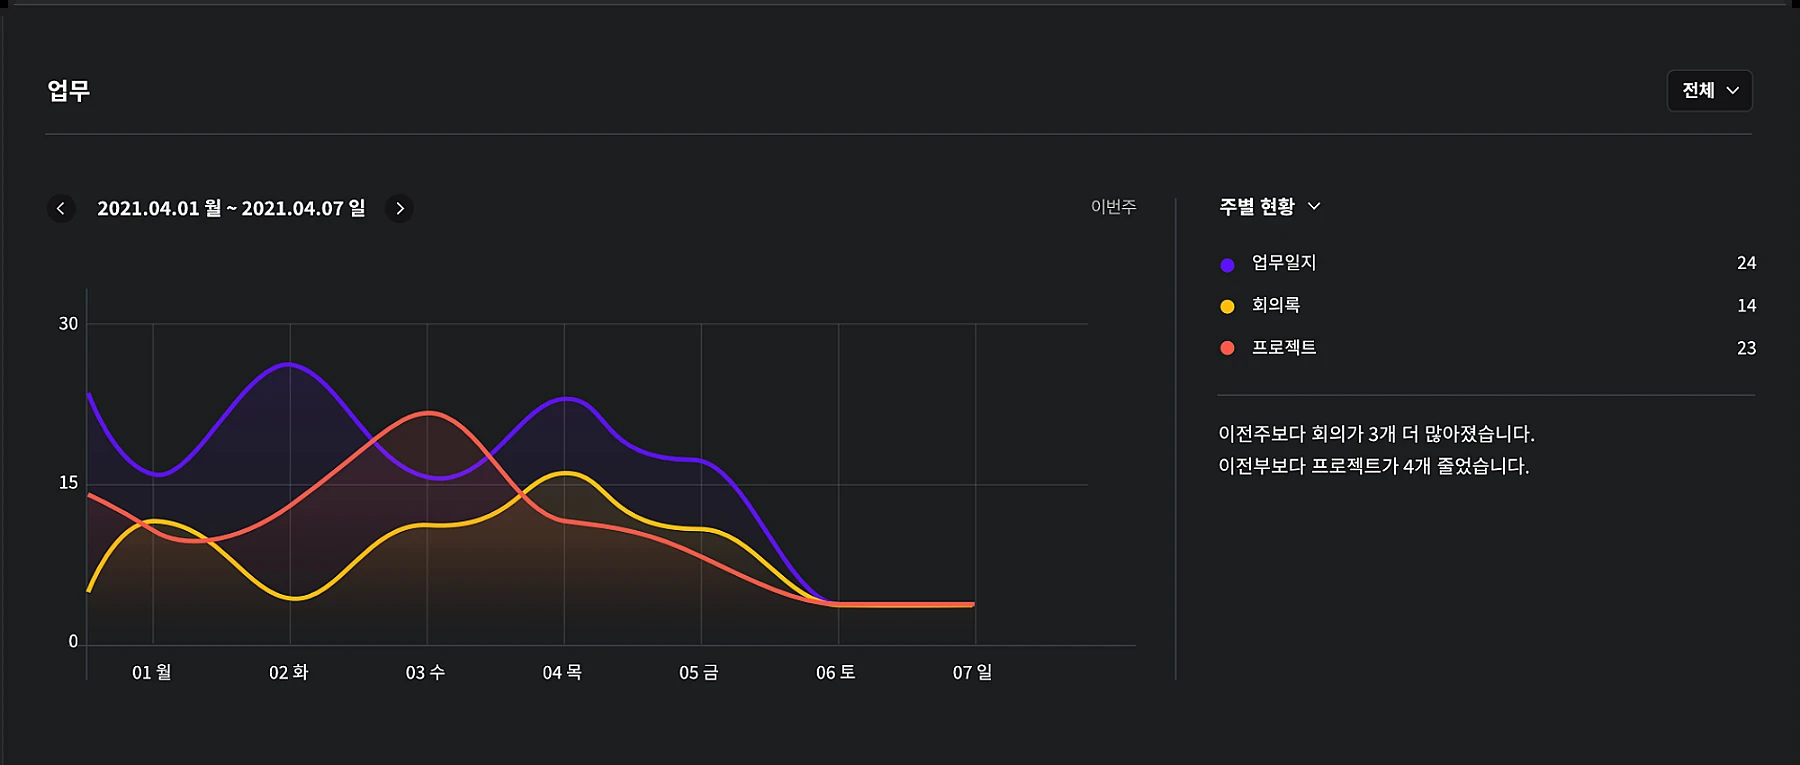 업무
전체
2021.04.01 월 ~ 2021.04.07 일
이번주
30
15
0
01 월
02 화
03 수
04 목
05 금
06 토
07 일
주별 현황
업무일지 24
회의록 14
프로젝트 23
이전주보다 회의가 3개 더 많아졌습니다.
이전부보다 프로젝트가 4개 줄었습니다.